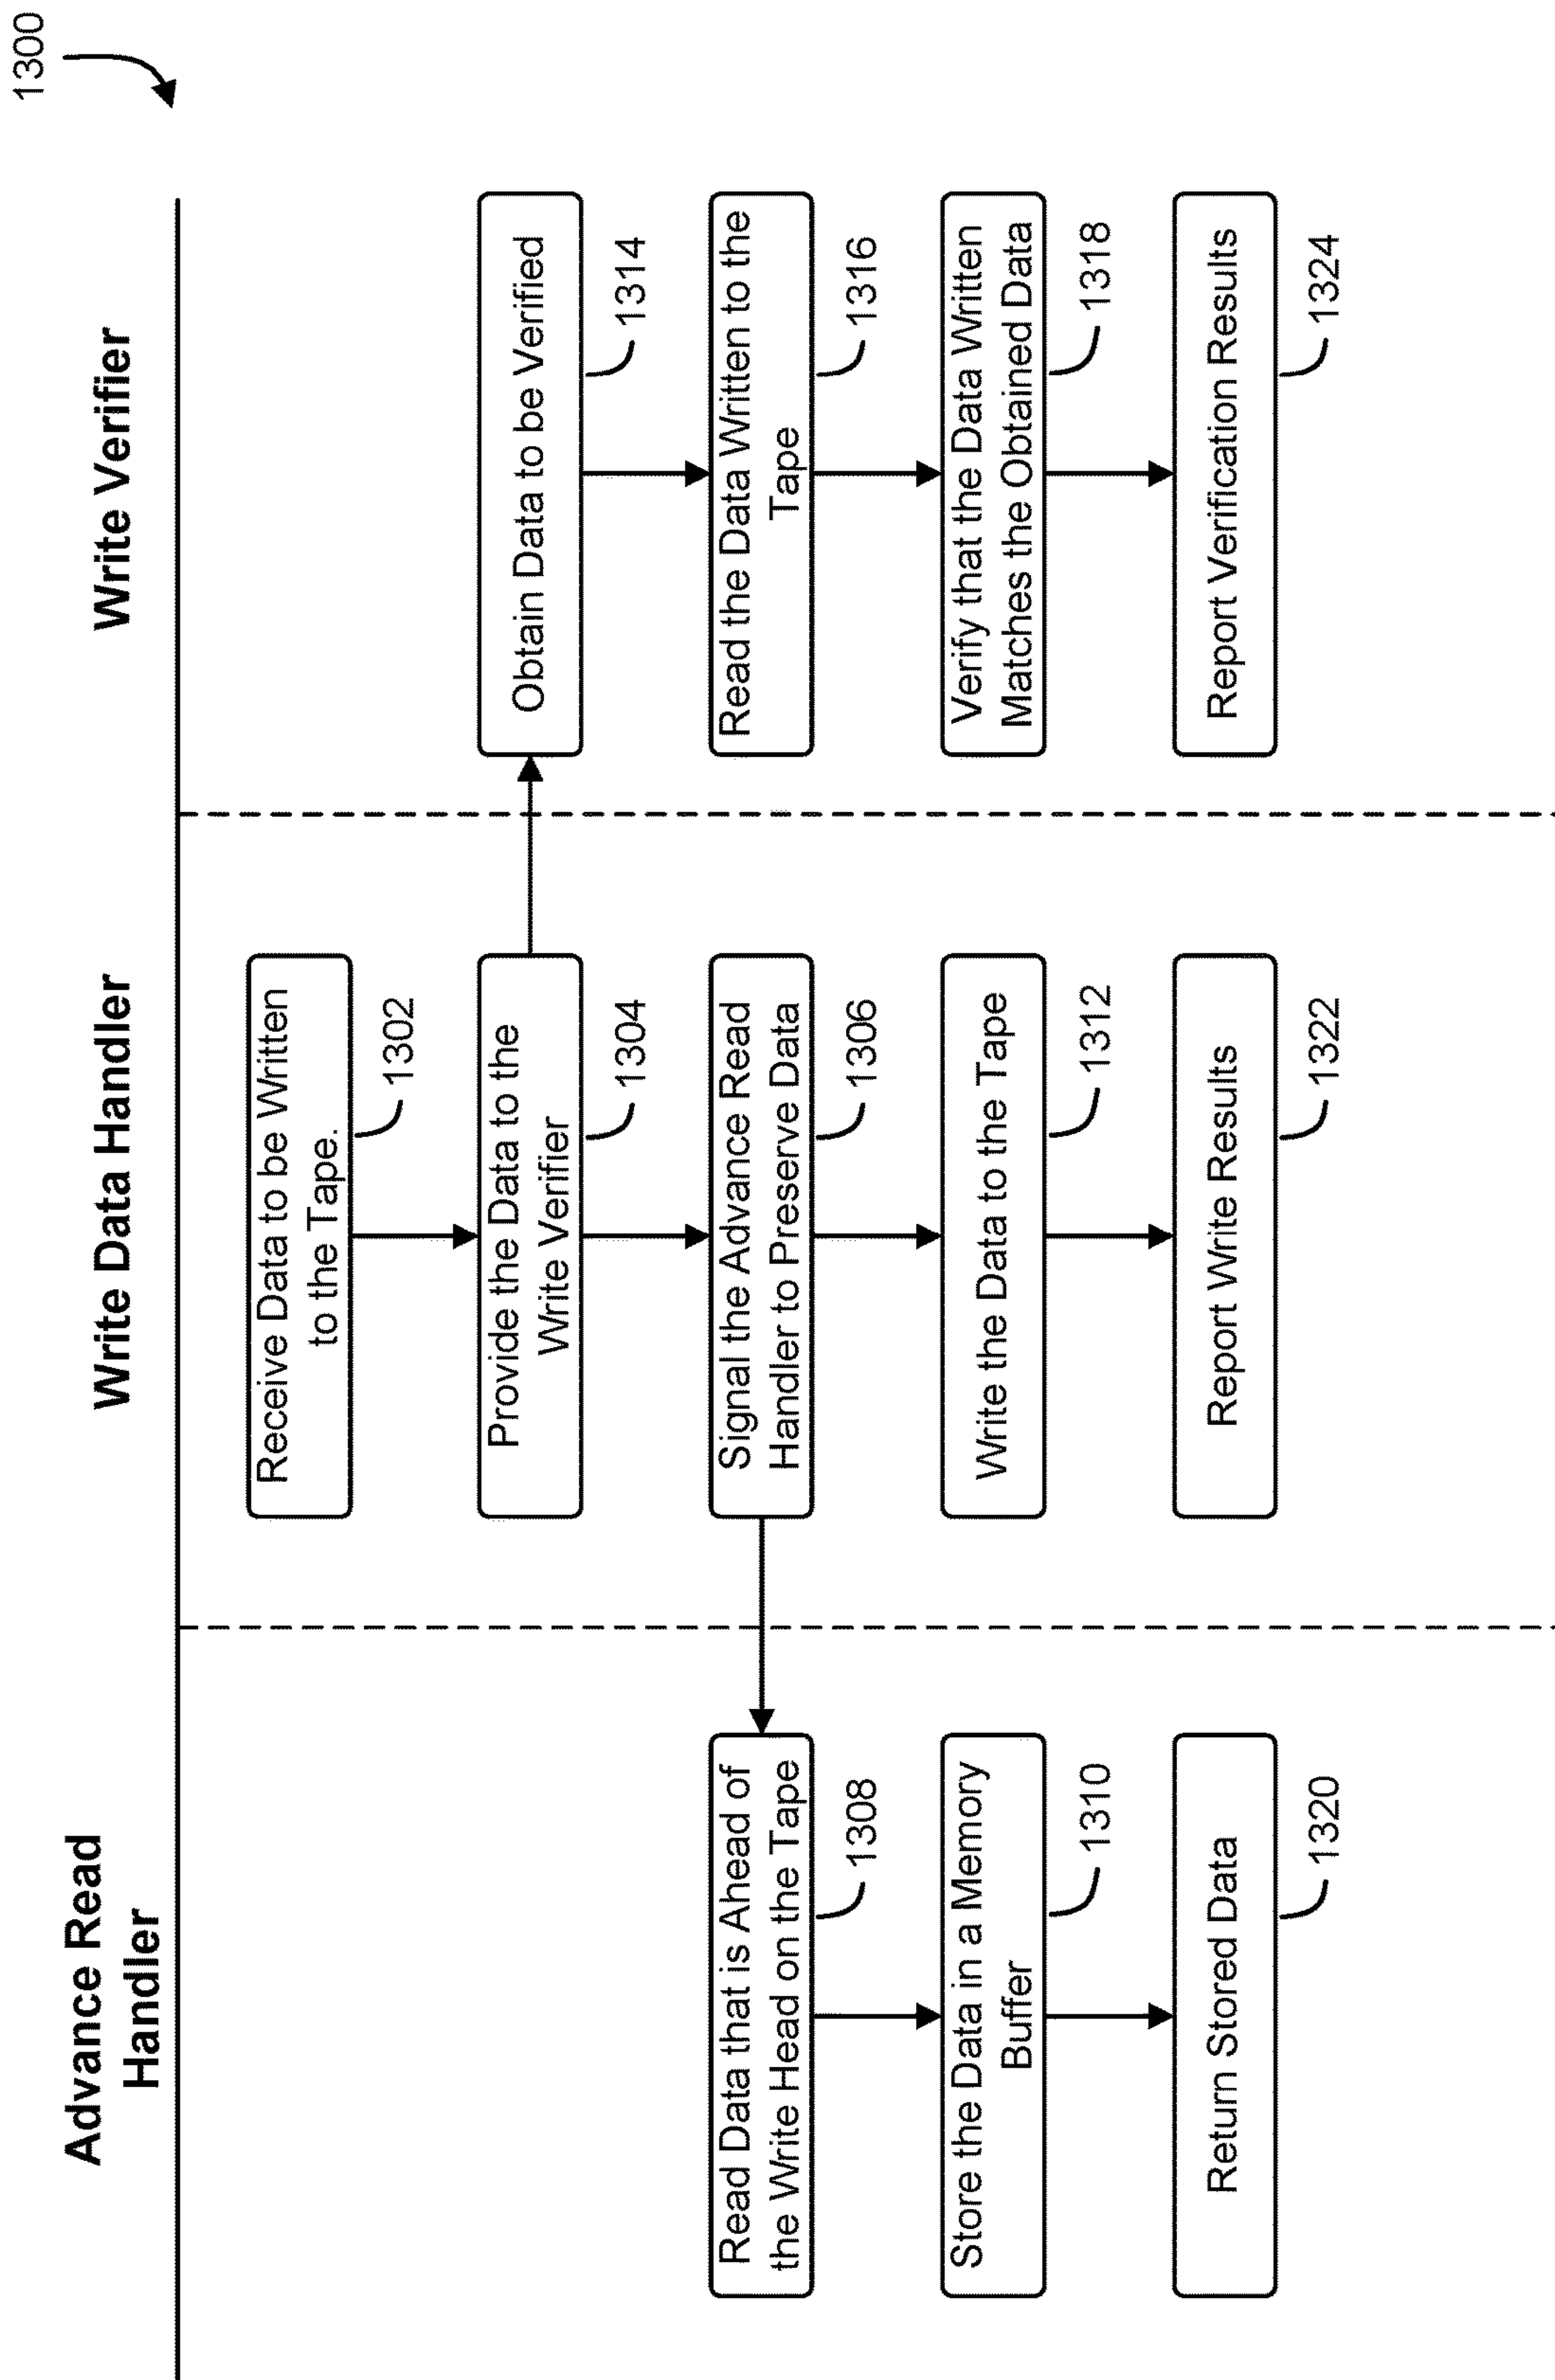 1300
Advance Read
Handler
Write Data Handler
Write Verifier
Receive Data to be Written
to the Tape.
1302
Provide the Data to the
Write Verifier
1304
Obtain Data to be Verified
1314
Read Data that is Ahead of
the Write Head on the Tape
1308
Signal the Advance Read
Handler to Preserve Data
1306
Read the Data Written to the
Tape
1316
Store the Data in a Memory
Buffer
1310
Write the Data to the Tape
1312
Verify that the Data Written
Matches the Obtained Data
1318
Return Stored Data
1320
Report Write Results
1322
Report Verification Results
1324